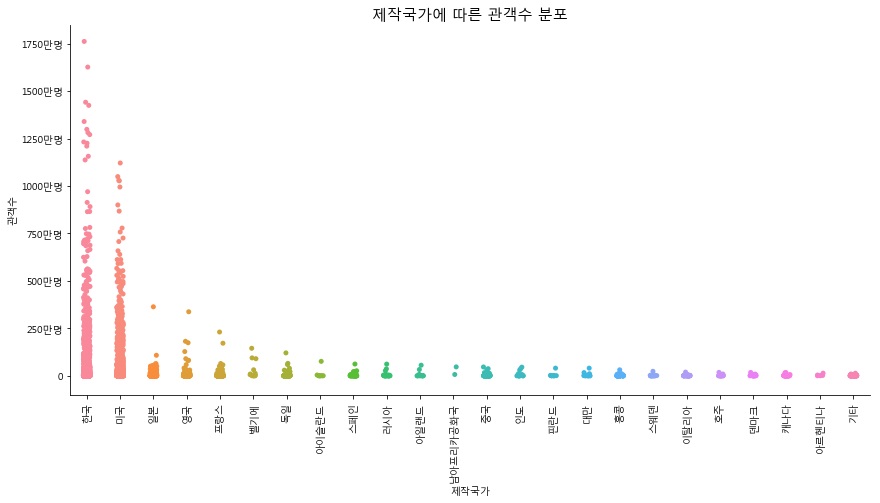 제작국가에 따른 관객수 분포
관객수
1750만명
1500만명
1250만명
1000만명
750만명
500만명
250만명
0
한국
미국
일본
영국
프랑스
벨기에
독일
아이슬란드
스페인
러시아
아일랜드
남아프리카공화국
중국
인도
핀란드
대만
홍콩
스웨덴
이탈리아
호주
덴마크
캐나다
아르헨티나
기타
제작국가